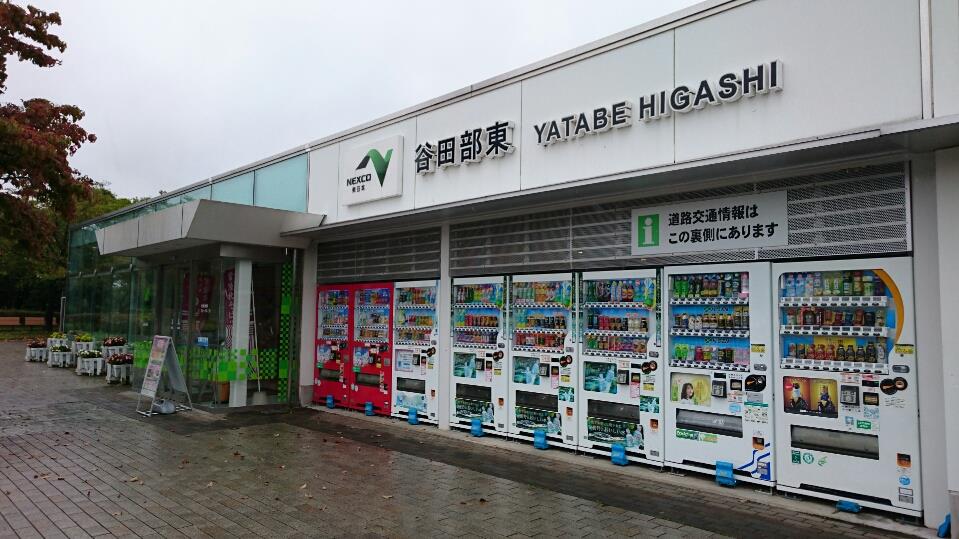 NEXCO
東日本
谷田部東
YATABE HIGASHI
i
道路交通情報は
この裏側にあります